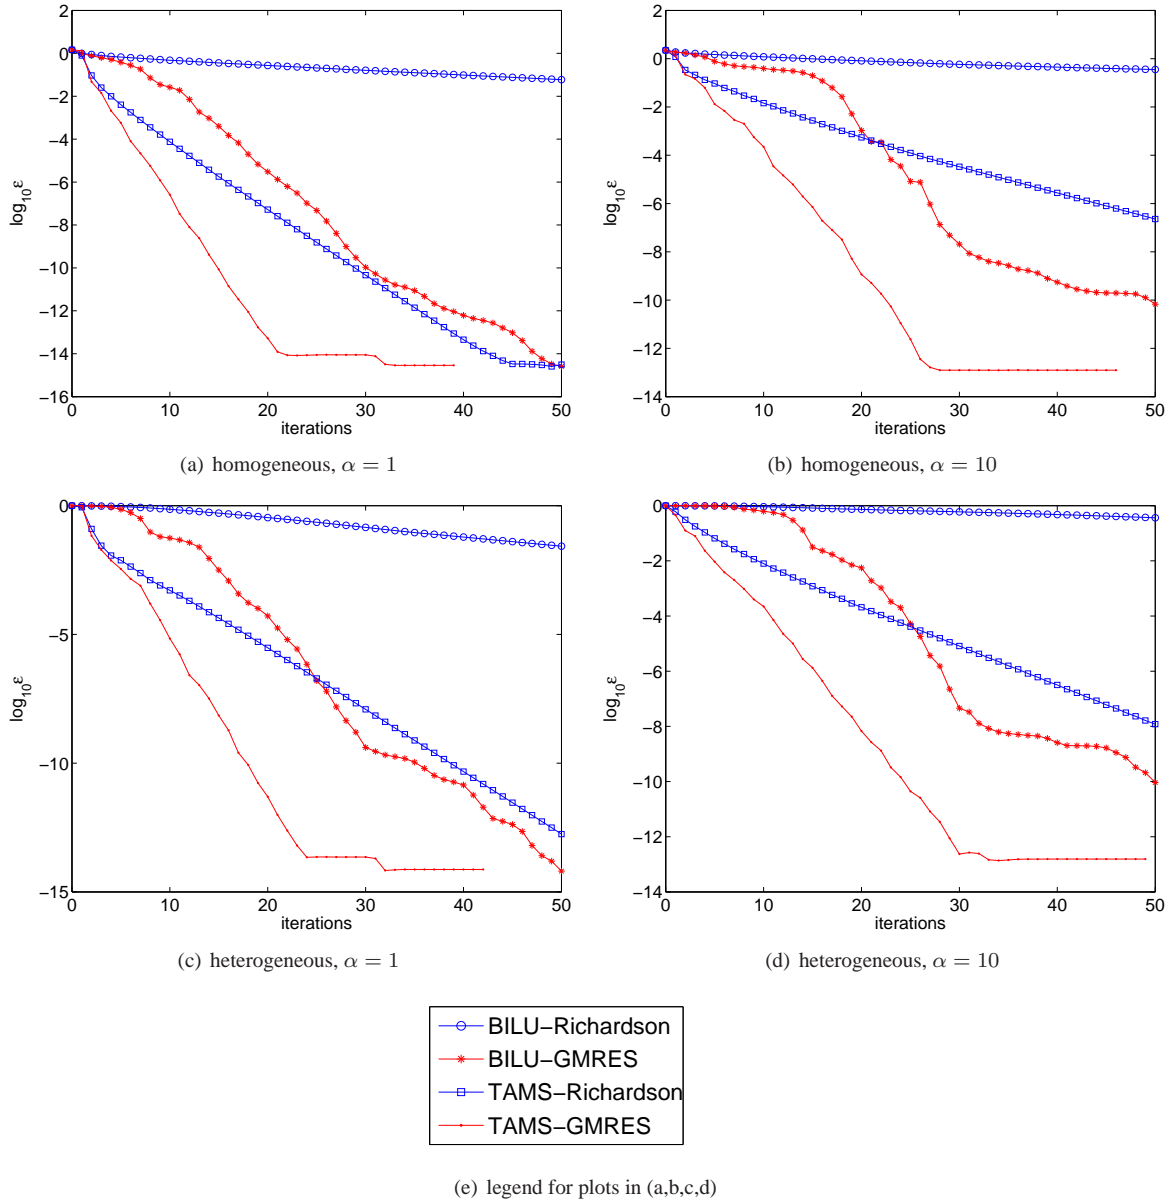 2
0
−2
−4
−6
−8
−10
−12
−14
−16
log10ε
0 10 20 30 40 50
iterations
(a) homogeneous, α = 1
2
0
−2
−4
−6
−8
−10
−12
−14
log10ε
0 10 20 30 40 50
iterations
(b) homogeneous, α = 10
0
−5
−10
−15
log10ε
0 10 20 30 40 50
iterations
(c) heterogeneous, α = 1
0
−2
−4
−6
−8
−10
−12
−14
log10ε
0 10 20 30 40 50
iterations
(d) heterogeneous, α = 10
BILU−Richardson
BILU−GMRES
TAMS−Richardson
TAMS−GMRES
(e) legend for plots in (a,b,c,d)